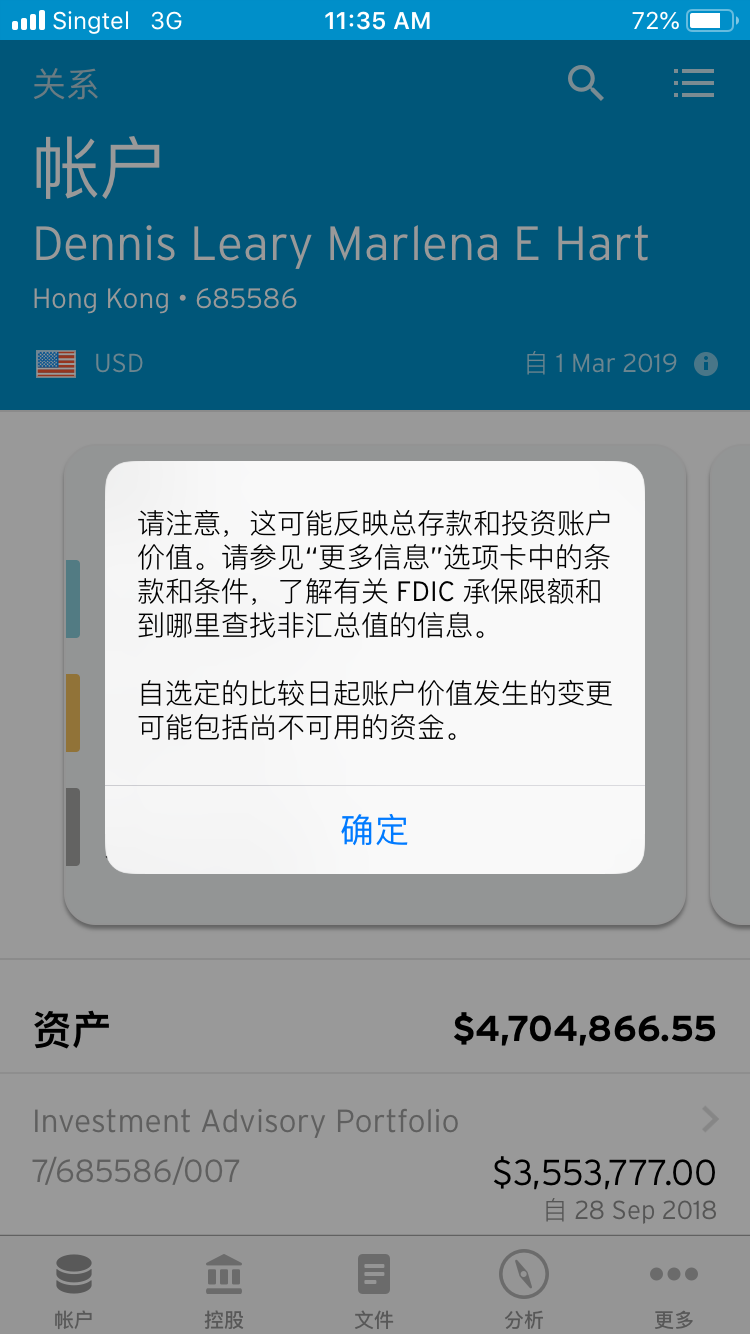 Singtel 3G 11:35 AM 72%
关系
帐户
Dennis Leary Marlena E Hart
Hong Kong • 685586
USD 自 1 Mar 2019
请注意，这可能反映总存款和投资账户
价值。请参见“更多信息”选项卡中的条
款和条件，了解有关 FDIC 承保限额和
到哪里查找非汇总值的信息。
自选定的比较日起账户价值发生的变更
可能包括尚不可用的资金。
确定
资产 $4,704,866.55
Investment Advisory Portfolio
7/685586/007 $3,553,777.00
自 28 Sep 2018
帐户 控股 文件 分析 更多